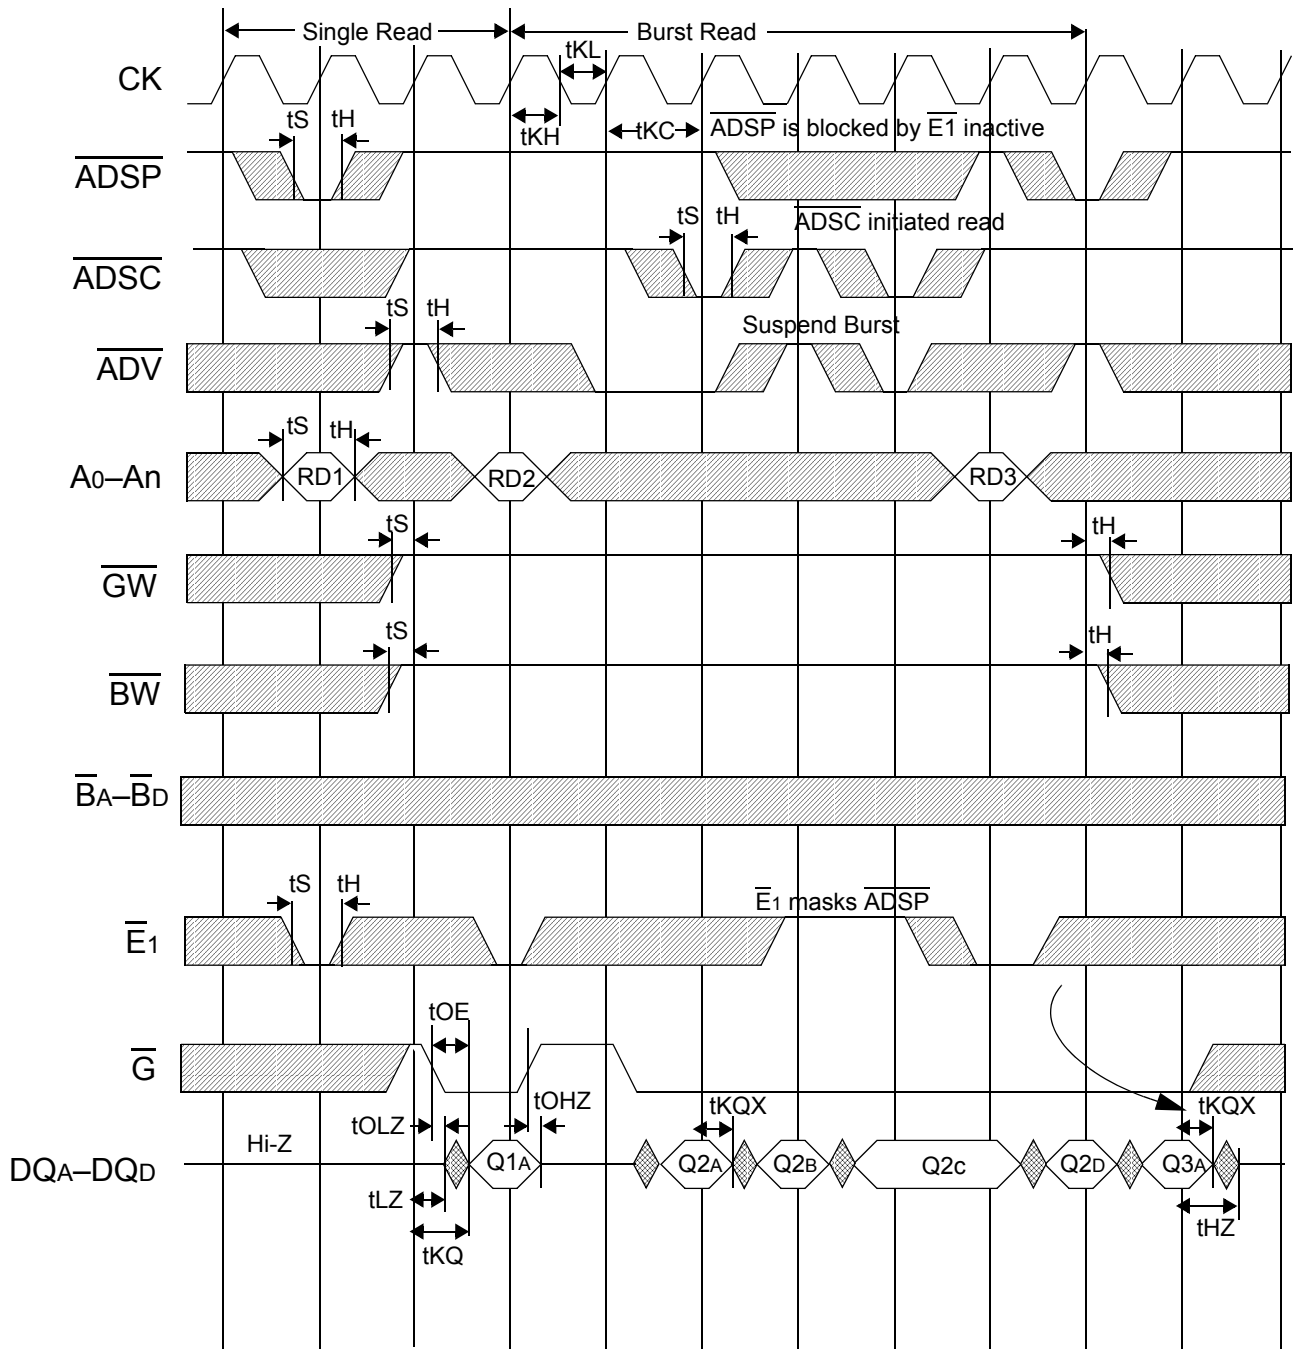 Single Read
Burst Read
CK
tKL
tS tH
tKH
tKC
ADSP is blocked by E1 inactive
ADSP
tS tH
ADSC initiated read
ADSC
tS tH
Suspend Burst
ADV
tS tH
A0–An
RD1
RD2
RD3
tS
tH
GW
tS
tH
BW
BA–BD
tS tH
E1 masks ADSP
E1
tOE
G
tOHZ
tKQX
tKQX
tOLZ
Hi-Z
DQA–DQD
Q1A
Q2A
Q2B
Q2c
Q2D
Q3A
tLZ
tHZ
tKQ